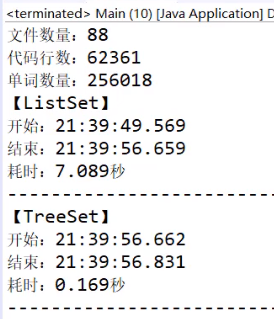 <terminated> Main (10) [Java Application] D
文件数量：88
代码行数：62361
单词数量：256018
【ListSet】
开始：21:39:49.569
结束：21:39:56.659
耗时：7.089秒
------------------------
【TreeSet】
开始：21:39:56.662
结束：21:39:56.831
耗时：0.169秒
------------------------